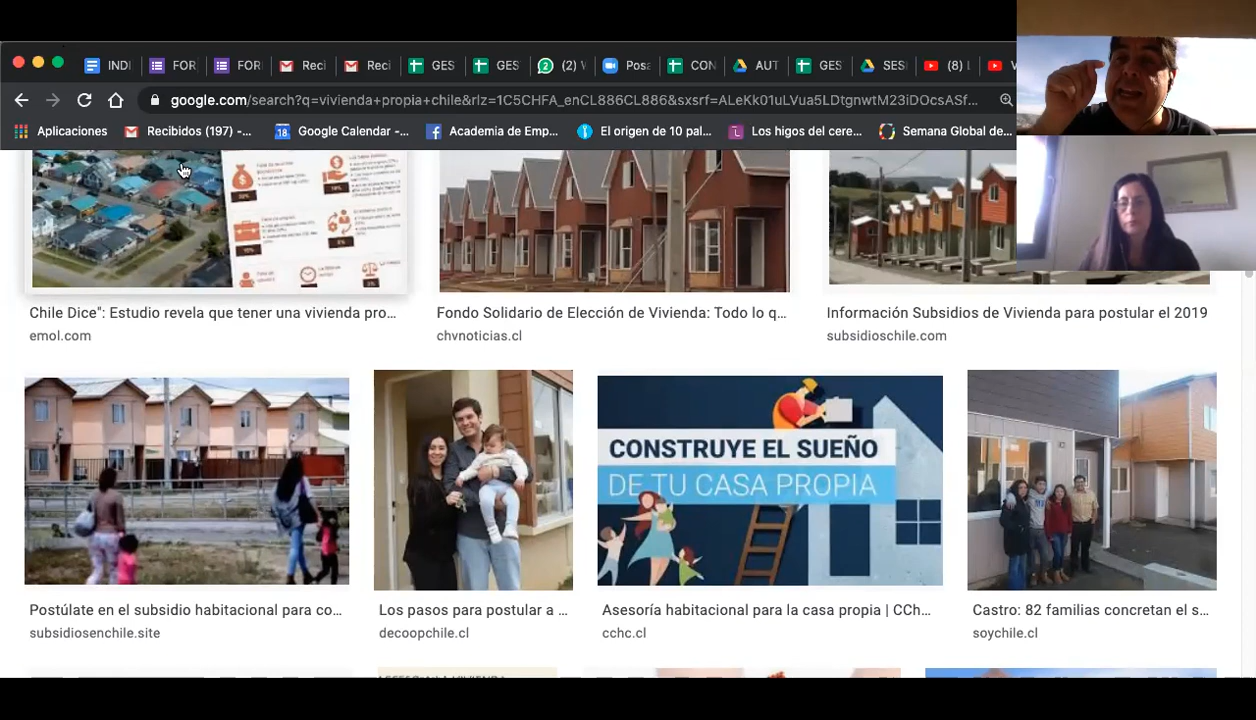 INDI FOR FOR Reci Reci GES GES (2) Posa CON AUT GES SES (8) L
google.com/search?q=vivienda+propia+chile&rlz=1C5CHFA_enCL886CL886&sxsrf=ALeKk01uLVua5LDtgnwtM23iDOcsASf...
Aplicaciones Recibidos (197) -... Google Calendar -... Academia de Emp... El origen de 10 pal... Los higos del cere... Semana Global de...
Chile Dice": Estudio revela que tener una vivienda pro...
emol.com
Fondo Solidario de Elección de Vivienda: Todo lo q...
chvnoticias.cl
Información Subsidios de Vivienda para postular el 2019
subsidioschile.com
CONSTRUYE EL SUEÑO
DE TU CASA PROPIA
Postúlate en el subsidio habitacional para co...
subsidiosenchile.site
Los pasos para postular a ...
decoopchile.cl
Asesoría habitacional para la casa propia | CCh...
cchc.cl
Castro: 82 familias concretan el s...
soychile.cl